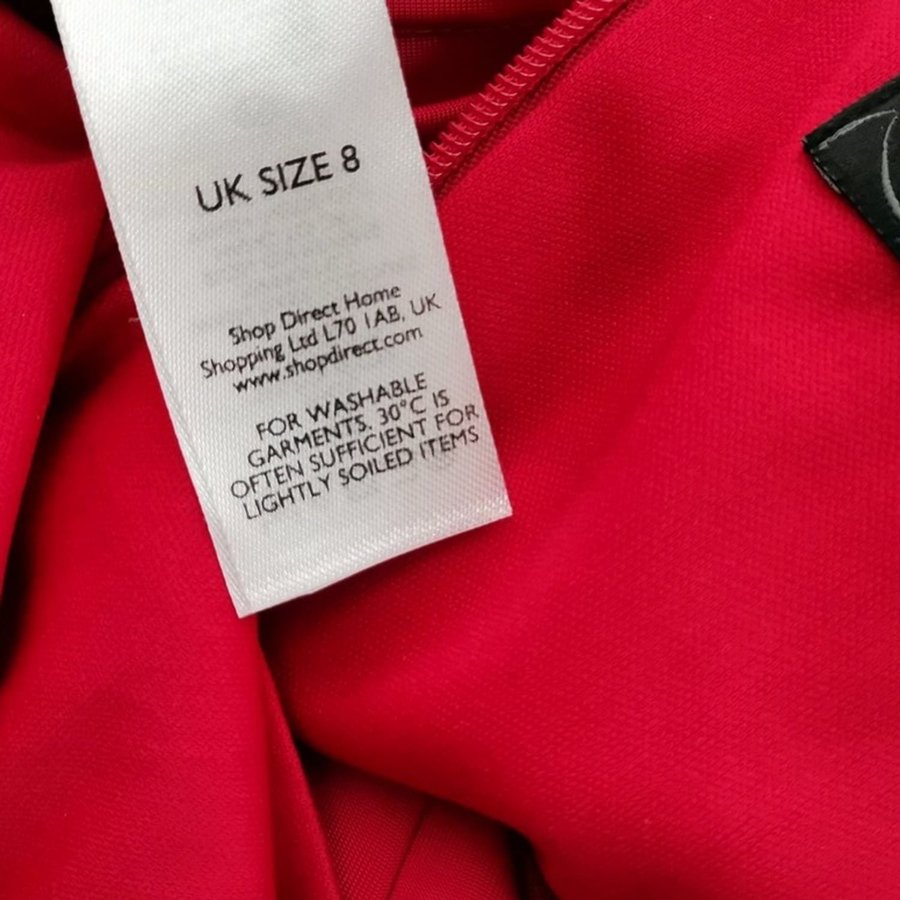 UK SIZE 8
Shop Direct Home
Shopping Ltd L70 1AB, UK
www.shopdirect.com
FOR WASHABLE
GARMENTS. 30°C IS
OFTEN SUFFICIENT FOR
LIGHTLY SOILED ITEMS